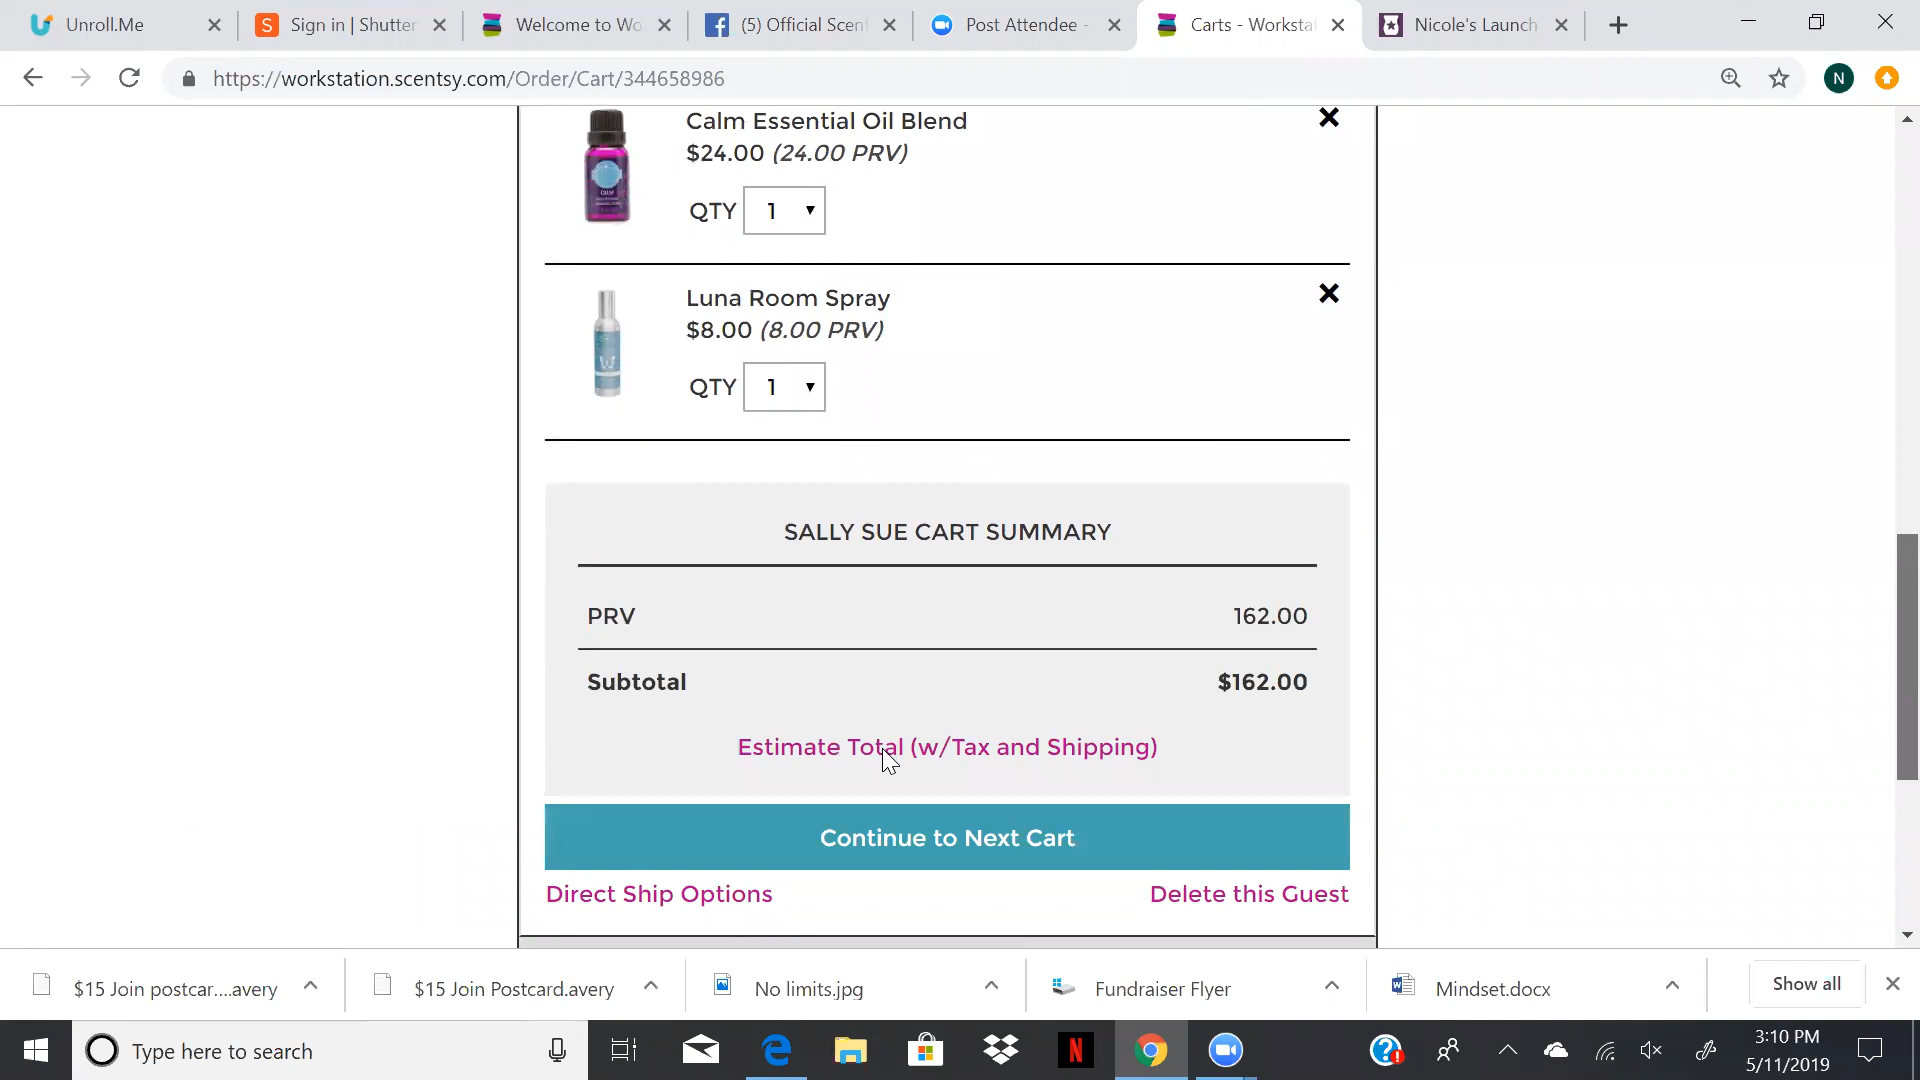 Unroll.Me
Sign in | Shutter
Welcome to Wo
(5) Official Scent
Post Attendee -
Carts - Workstat
Nicole's Launch
https://workstation.scentsy.com/Order/Cart/344658986
N
Calm Essential Oil Blend
$24.00 (24.00 PRV)
QTY 1
CALM
Luna Room Spray
$8.00 (8.00 PRV)
QTY 1
SALLY SUE CART SUMMARY
PRV 162.00
Subtotal $162.00
Estimate Total (w/Tax and Shipping)
Continue to Next Cart
Direct Ship Options
Delete this Guest
$15 Join postcar....avery
$15 Join Postcard.avery
No limits.jpg
Fundraiser Flyer
Mindset.docx
Show all
Type here to search
3:10 PM
5/11/2019